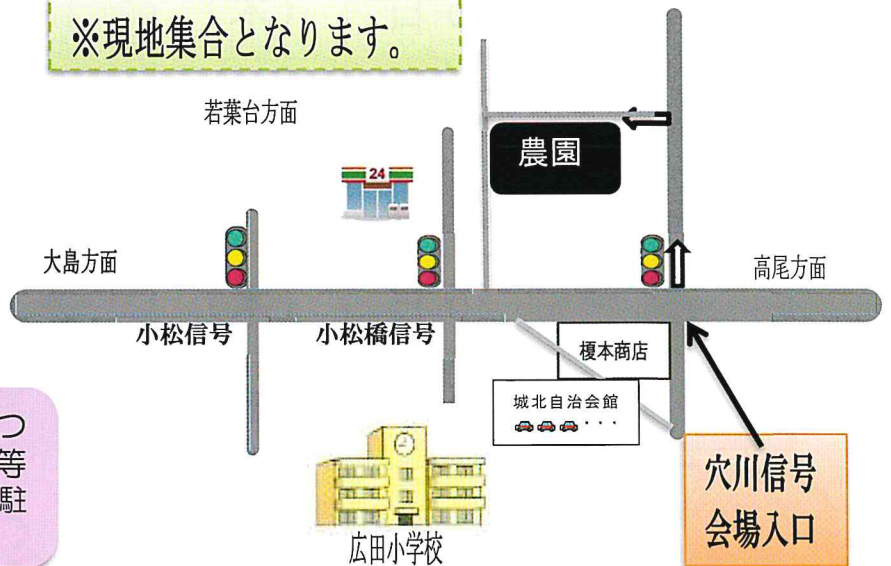 ※現地集合となります。
若葉台方面
農園
24
大島方面
高尾方面
小松信号
小松橋信号
榎本商店
城北自治会館
・・・
つ
等
駐
穴川信号
会場入口
広田小学校